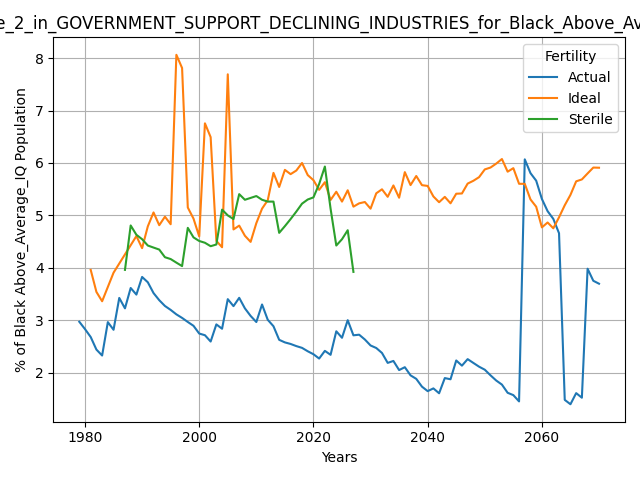 e_2_in_GOVERNMENT_SUPPORT_DECLINING_INDUSTRIES_for_Black_Above_Av
% of Black Above_Average_IQ Population
8
7
6
5
4
3
2
Fertility
Actual
Ideal
Sterile
1980 2000 2020 2040 2060
Years